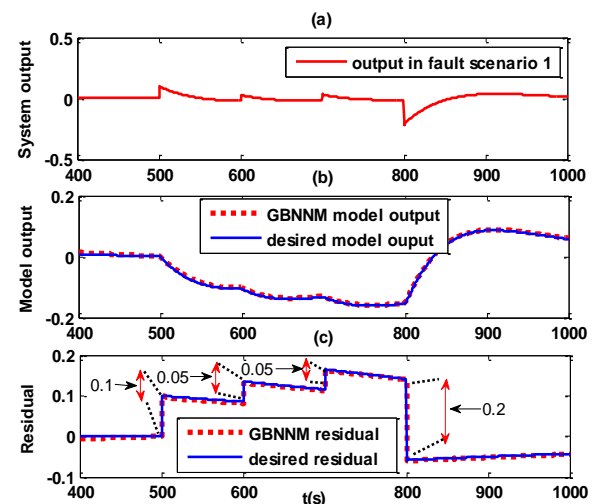 (a)
System output
0.5
0
-0.5
output in fault scenario 1
400 500 600 700 800 900 1000
(b)
Model output
0.2
0
-0.2
GBNNM model otuput
desired model ouput
400 500 600 700 800 900 1000
(c)
Residual
0.2
0.1
0
-0.1
0.1
0.05
0.05
0.2
GBNNM residual
desired residual
400 500 600 700 800 900 1000
t(s)